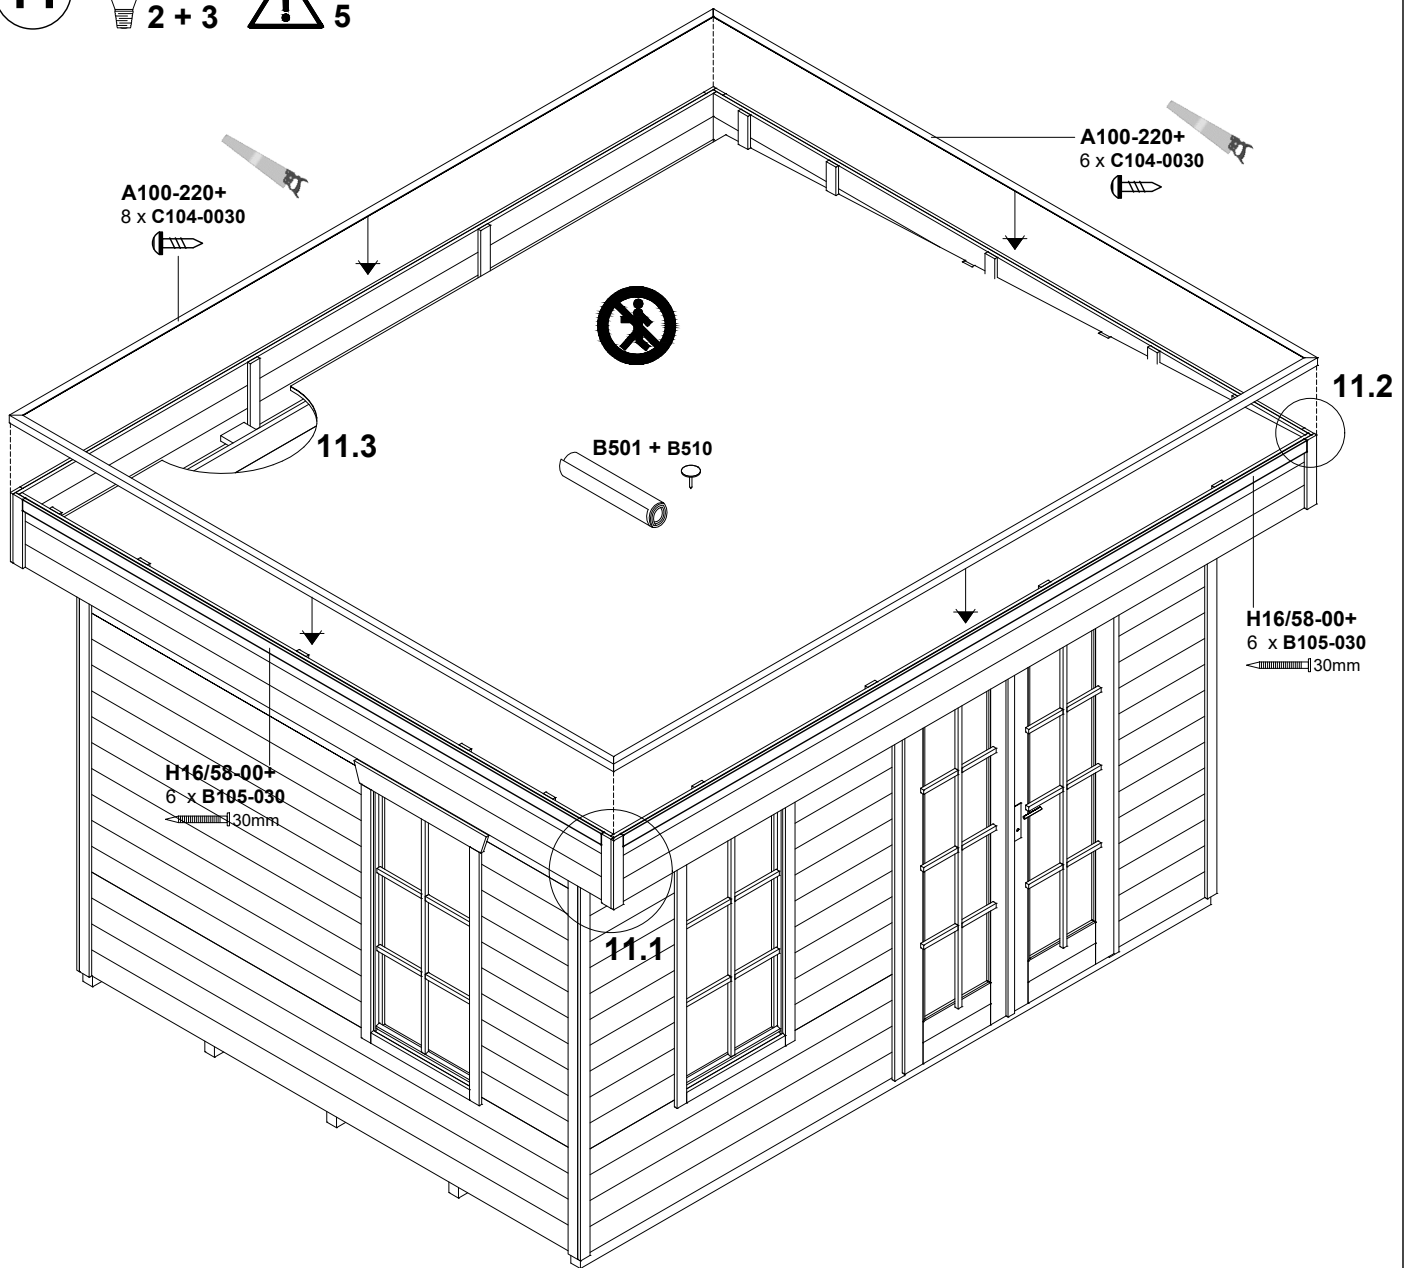 11
2 + 3
5
A100-220+
6 x C104-0030
A100-220+
8 x C104-0030
11.2
11.3
B501 + B510
H16/58-00+
6 x B105-030
30mm
H16/58-00+
6 x B105-030
30mm
11.1